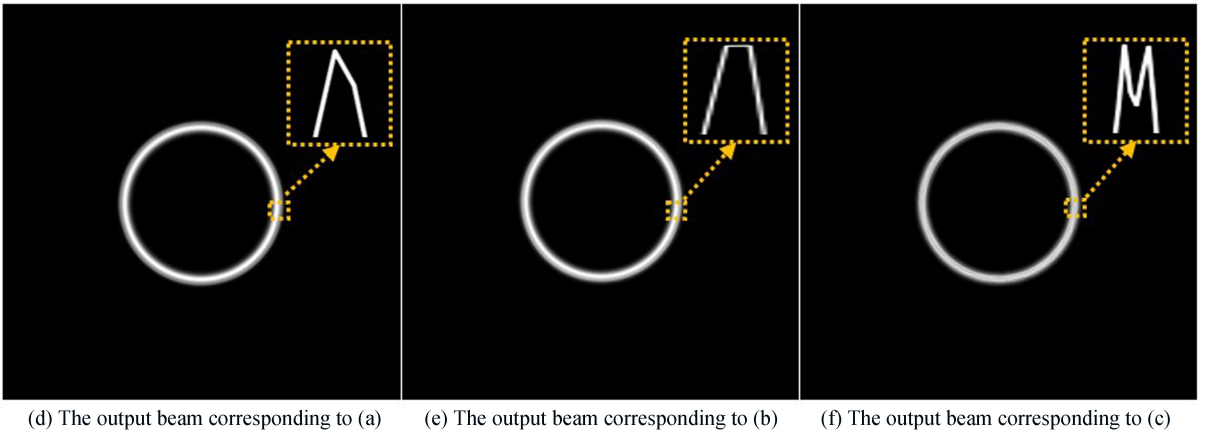 (d) The output beam corresponding to (a)
(e) The output beam corresponding to (b)
(f) The output beam corresponding to (c)